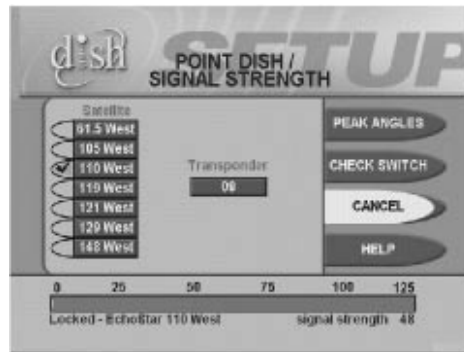 dish
SETUP
POINT DISH /
SIGNAL STRENGTH
Satellite
61.5 West
105 West
110 West
119 West
121 West
129 West
148 West
Transponder
08
PEAK ANGLES
CHECK SWITCH
CANCEL
HELP
0 25 50 75 100 125
Locked - EchoStar 110 West signal strength 48